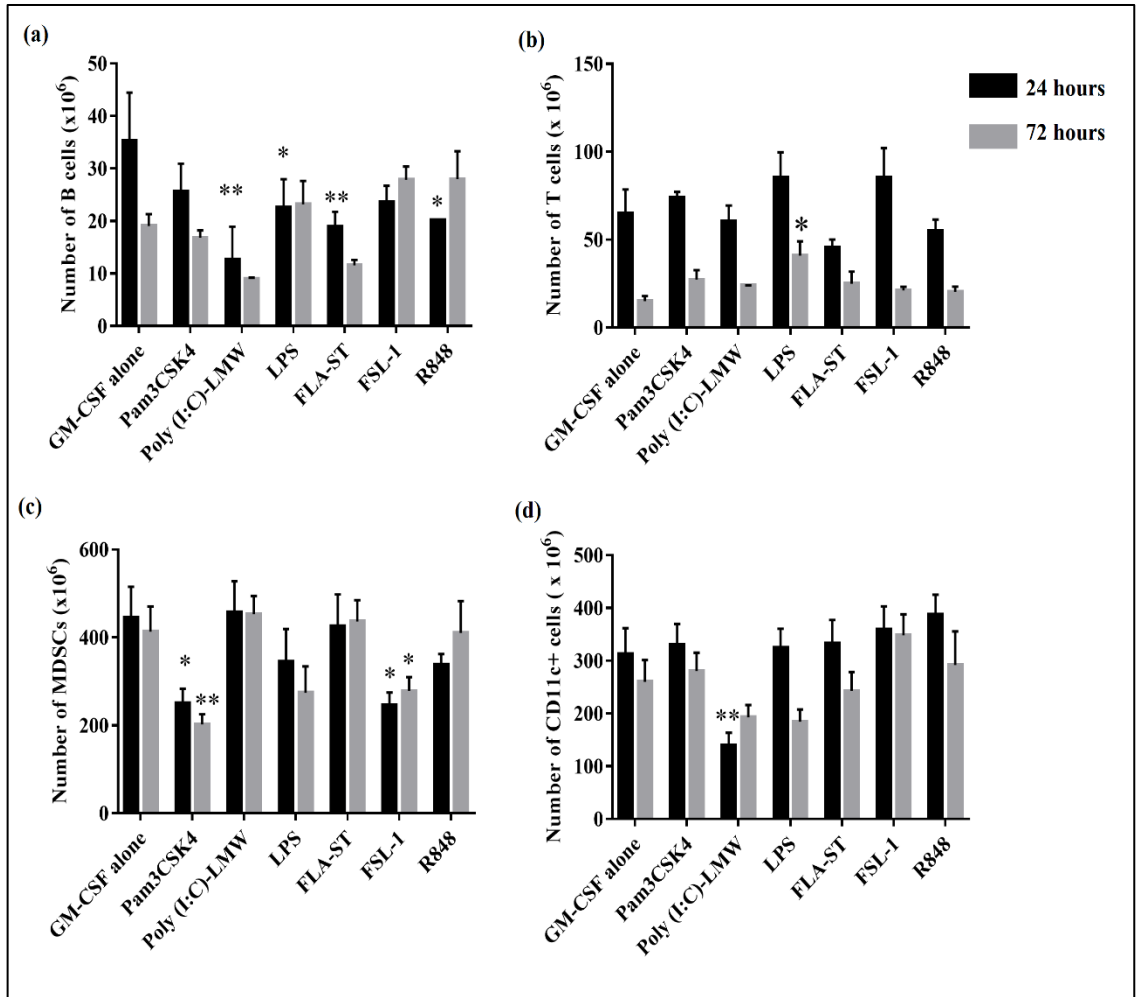 (a)
Number of B cells (x10⁶)
50
40
30
20
10
0
*
**
*
**
*
GM-CSF alone
Pam3CSK4
Poly (I:C)-LMW
LPS
FLA-ST
FSL-1
R848
(b)
Number of T cells (x 10⁶)
150
100
50
0
*
GM-CSF alone
Pam3CSK4
Poly (I:C)-LMW
LPS
FLA-ST
FSL-1
R848
24 hours
72 hours
(c)
Number of MDSCs (x10⁶)
600
400
200
0
*
**
*
*
GM-CSF alone
Pam3CSK4
Poly (I:C)-LMW
LPS
FLA-ST
FSL-1
R848
(d)
Number of CD11c+ cells ( x 10⁶)
500
400
300
200
100
0
**
GM-CSF alone
Pam3CSK4
Poly (I:C)-LMW
LPS
FLA-ST
FSL-1
R848